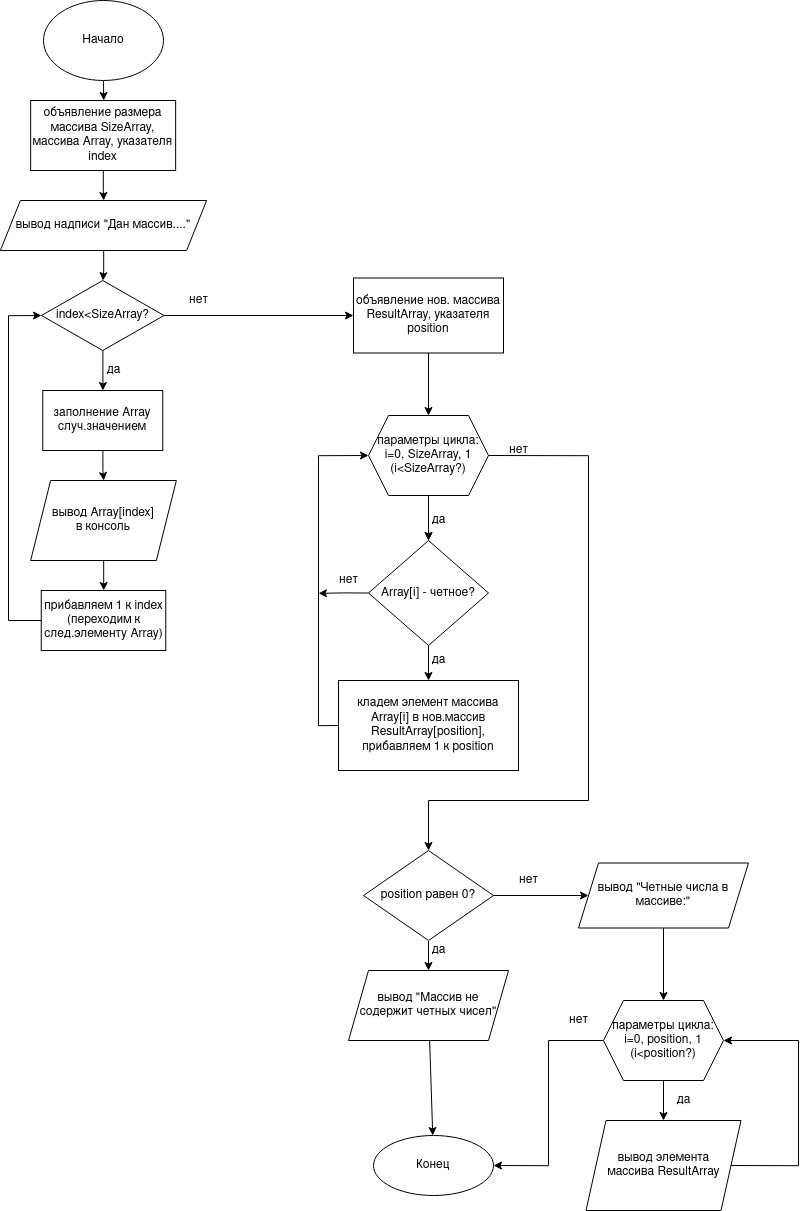 Начало
объявление размера
массива SizeArray,
массива Array, указателя
index
вывод надписи "Дан массив...."
index<SizeArray?
нет
да
заполнение Array
случ.значением
вывод Array[index]
в консоль
прибавляем 1 к index
(переходим к
след.элементу Array)
объявление нов. массива
ResultArray, указателя
position
параметры цикла:
i=0, SizeArray, 1
(i<SizeArray?)
нет
да
Array[i] - четное?
нет
да
кладем элемент массива
Array[i] в нов.массив
ResultArray[position],
прибавляем 1 к position
position равен 0?
нет
да
вывод "Массив не
содержит четных чисел"
вывод "Четные числа в
массиве:"
параметры цикла:
i=0, position, 1
(i<position?)
нет
да
вывод элемента
массива ResultArray
Конец